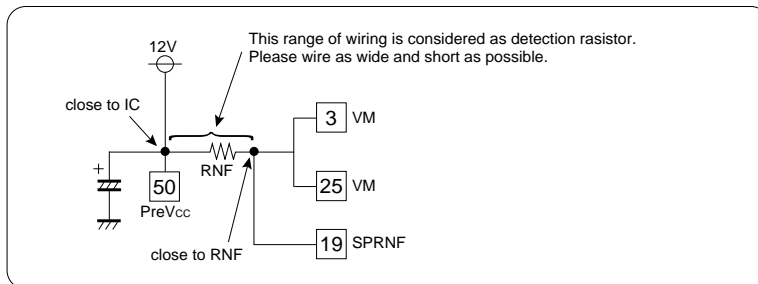 This range of wiring is considered as detection rasistor.
Please wire as wide and short as possible.
12V
close to IC
3 VM
+
RNF
50
25 VM
PreVcc
close to RNF
19 SPRNF